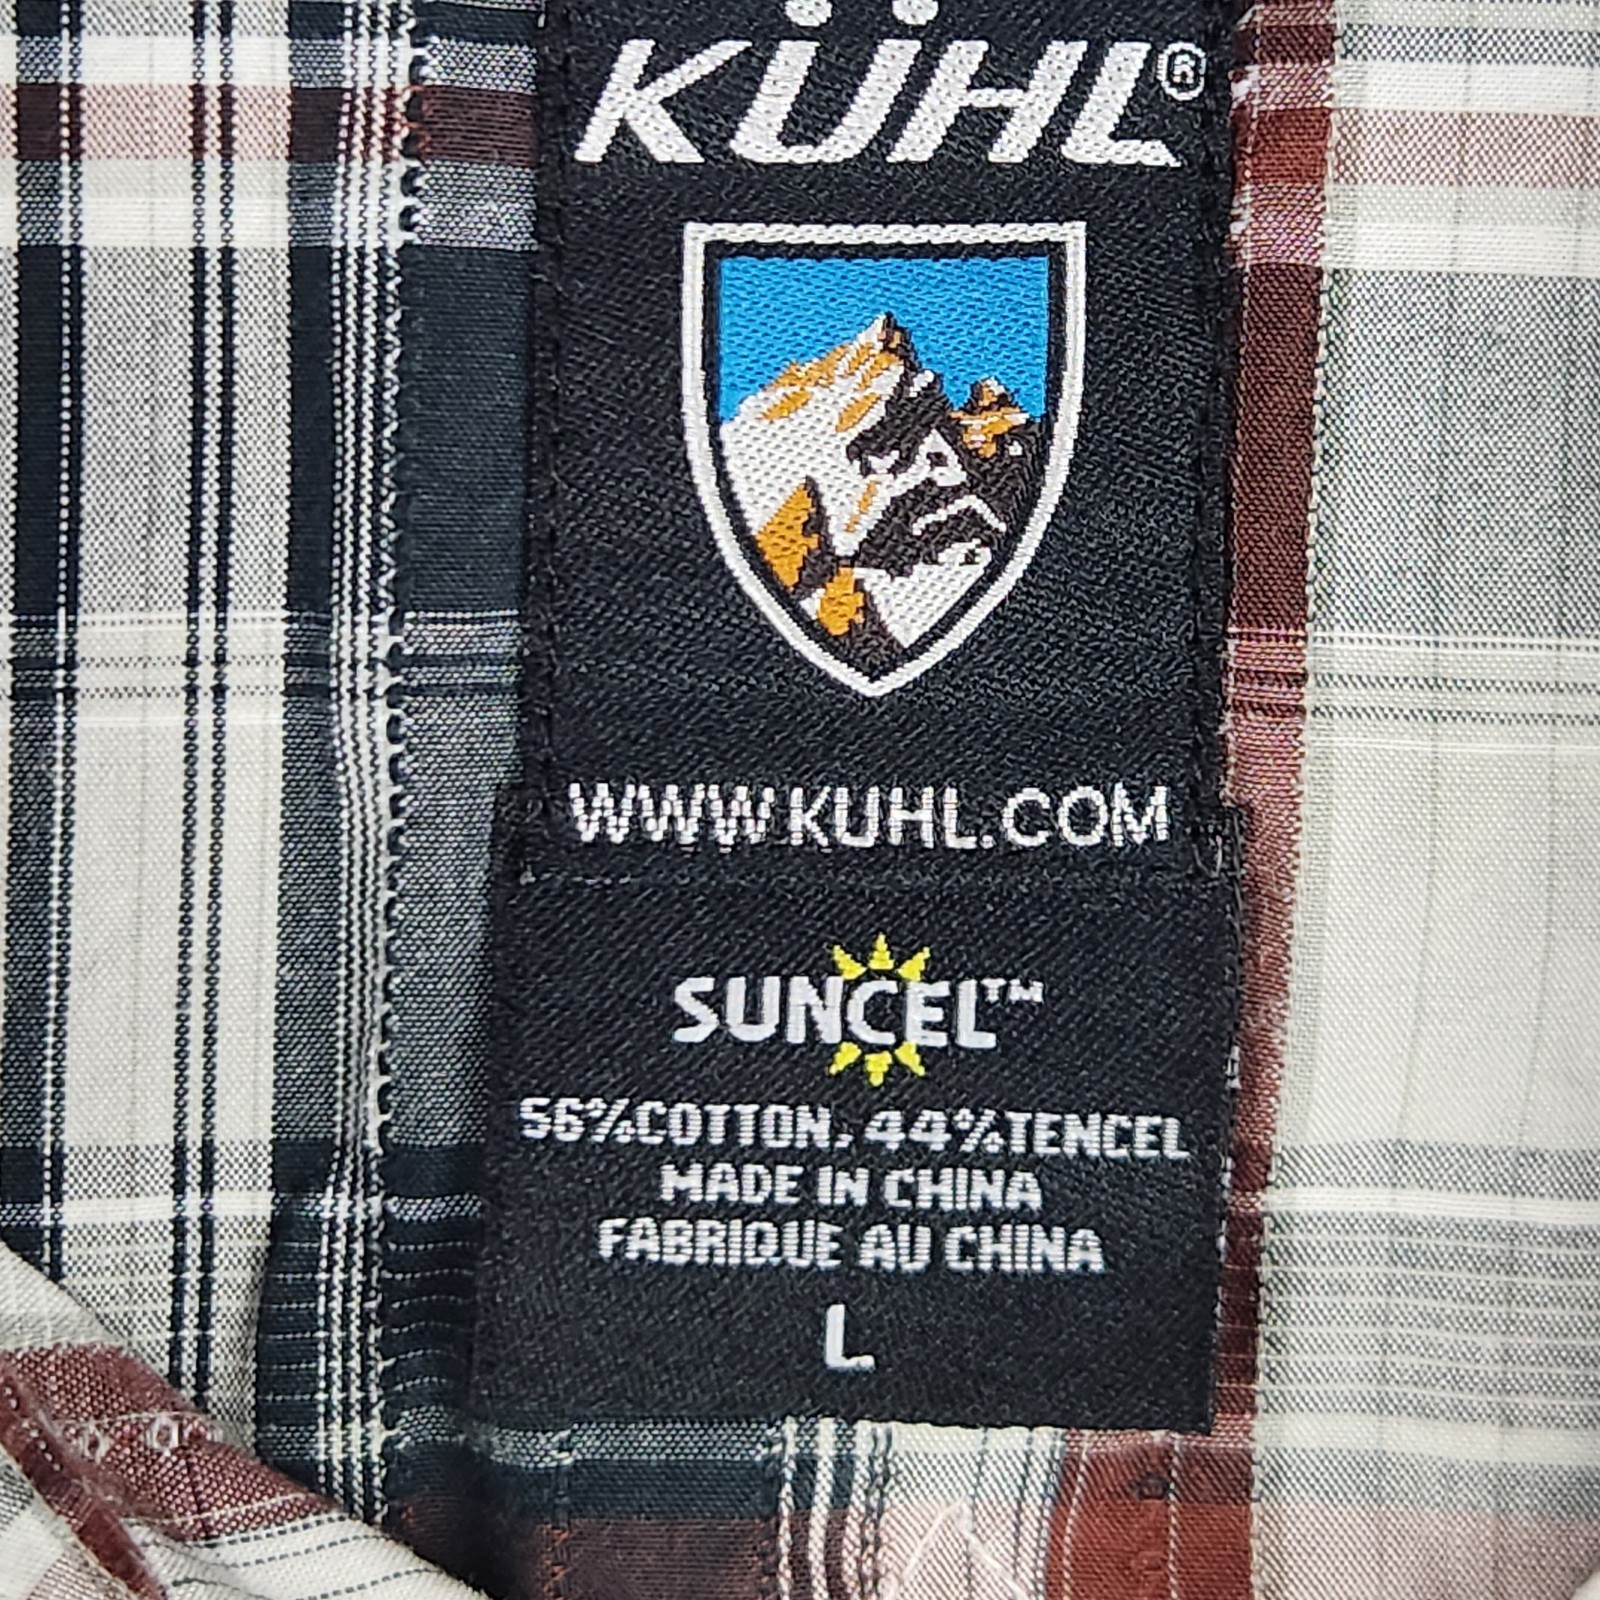 KÜHL®
WWW.KUHL.COM
SUNCEL™
56%COTTON. 44%TENCEL
MADE IN CHINA
FABRIQUE AU CHINA
L